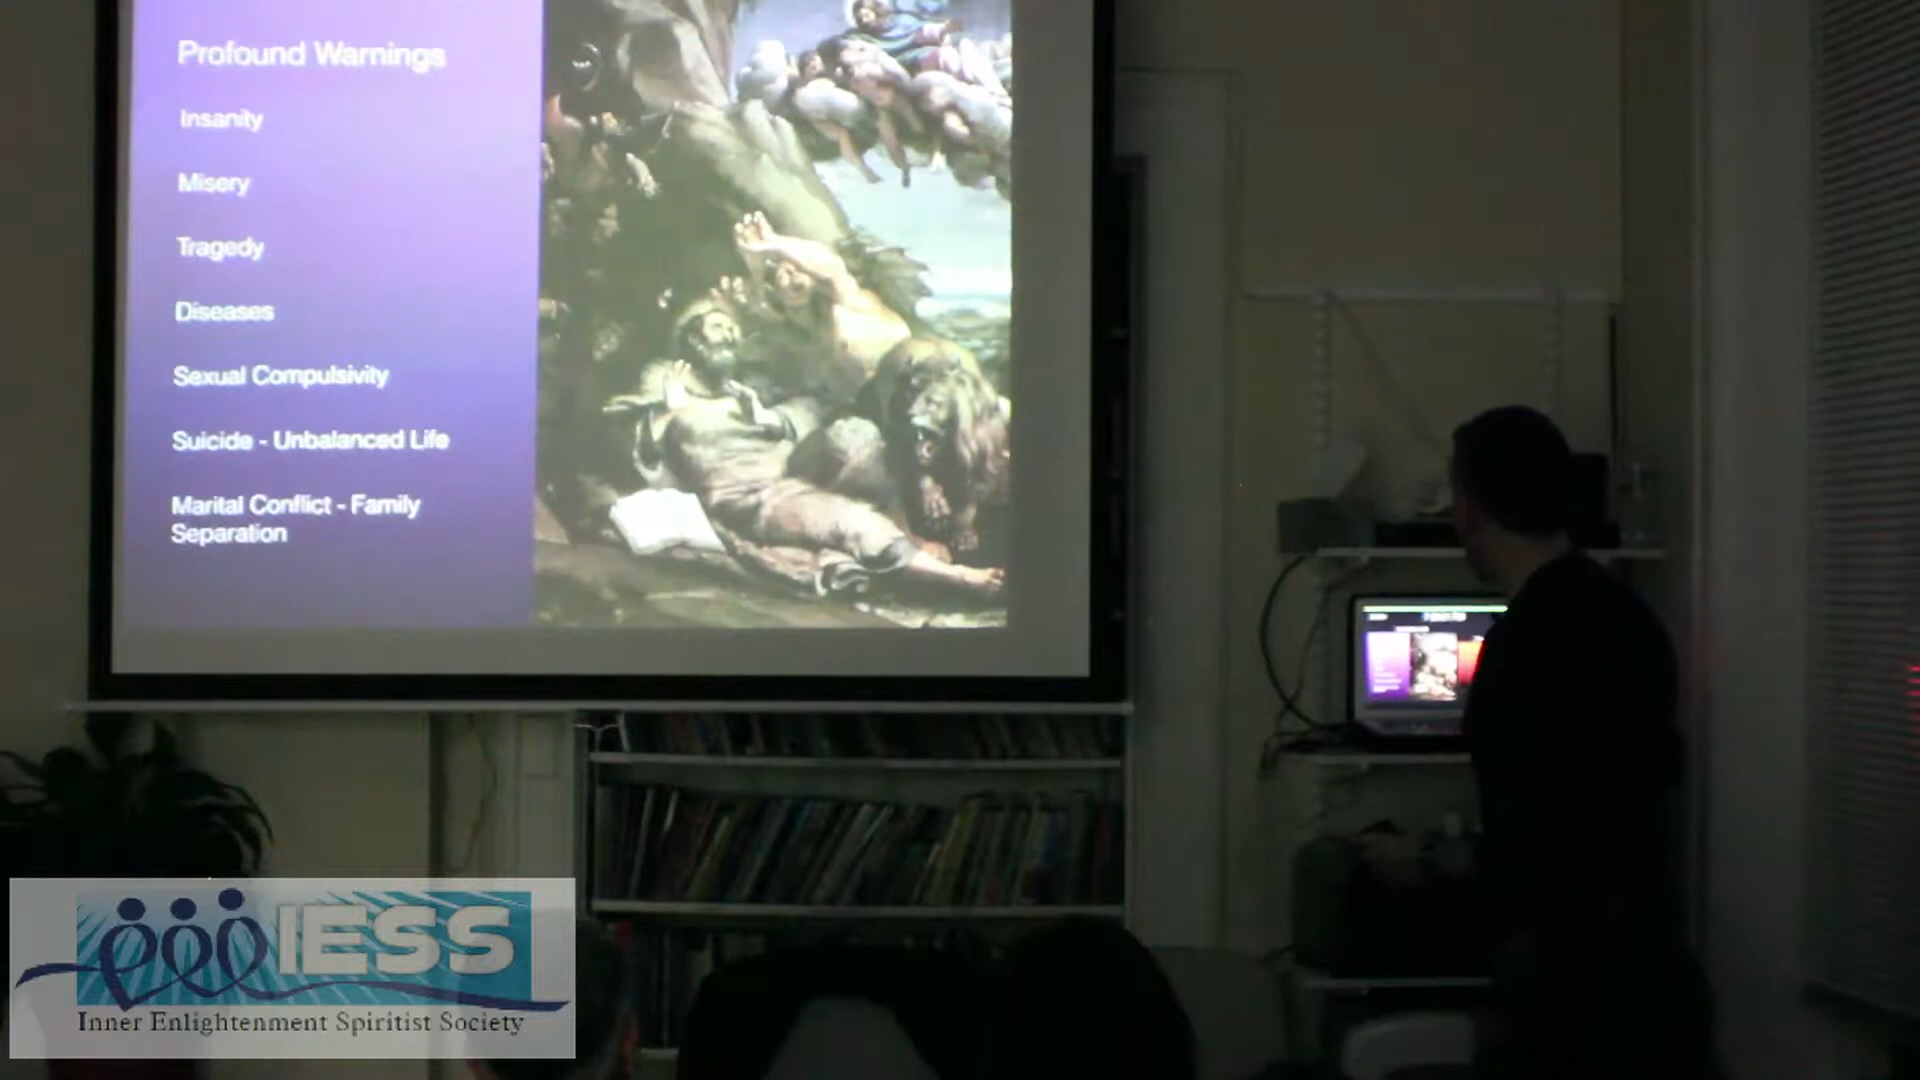 Profound Warnings
Insanity
Misery
Tragedy
Diseases
Sexual Compulsivity
Suicide - Unbalanced Life
Marital Conflict - Family
Separation
IESS
Inner Enlightenment Spiritist Society